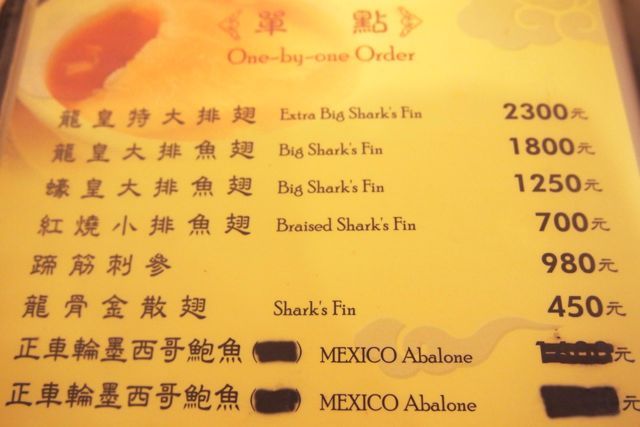 單 點
One-by-one Order
龍皇特大排翅 Extra Big Shark's Fin 2300元
龍皇大排魚翅 Big Shark's Fin 1800元
蠔皇大排魚翅 Big Shark's Fin 1250元
紅燒小排魚翅 Braised Shark's Fin 700元
蹄筋刺參 980元
龍骨金散翅 Shark's Fin 450元
正車輪墨西哥鮑魚( ) MEXICO Abalone 元
正車輪墨西哥鮑魚( ) MEXICO Abalone 元